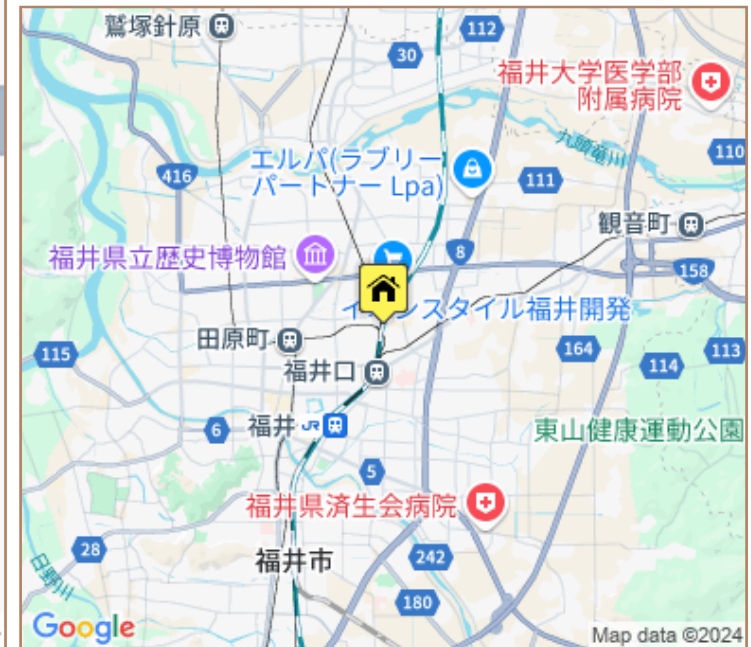 鷲塚針原
112
30
福井大学医学部
附属病院
九頭竜川
110
エルパ(ラブリー
パートナー Lpa)
416
111
観音町
福井県立歴史博物館
8
158
スタイル福井開発
田原町
115
164
113
福井口
114
福井
JR
6
東山健康運動公園
5
福井県済生会病院
28
福井市
242
日野川
180
Google
Map data ©2024